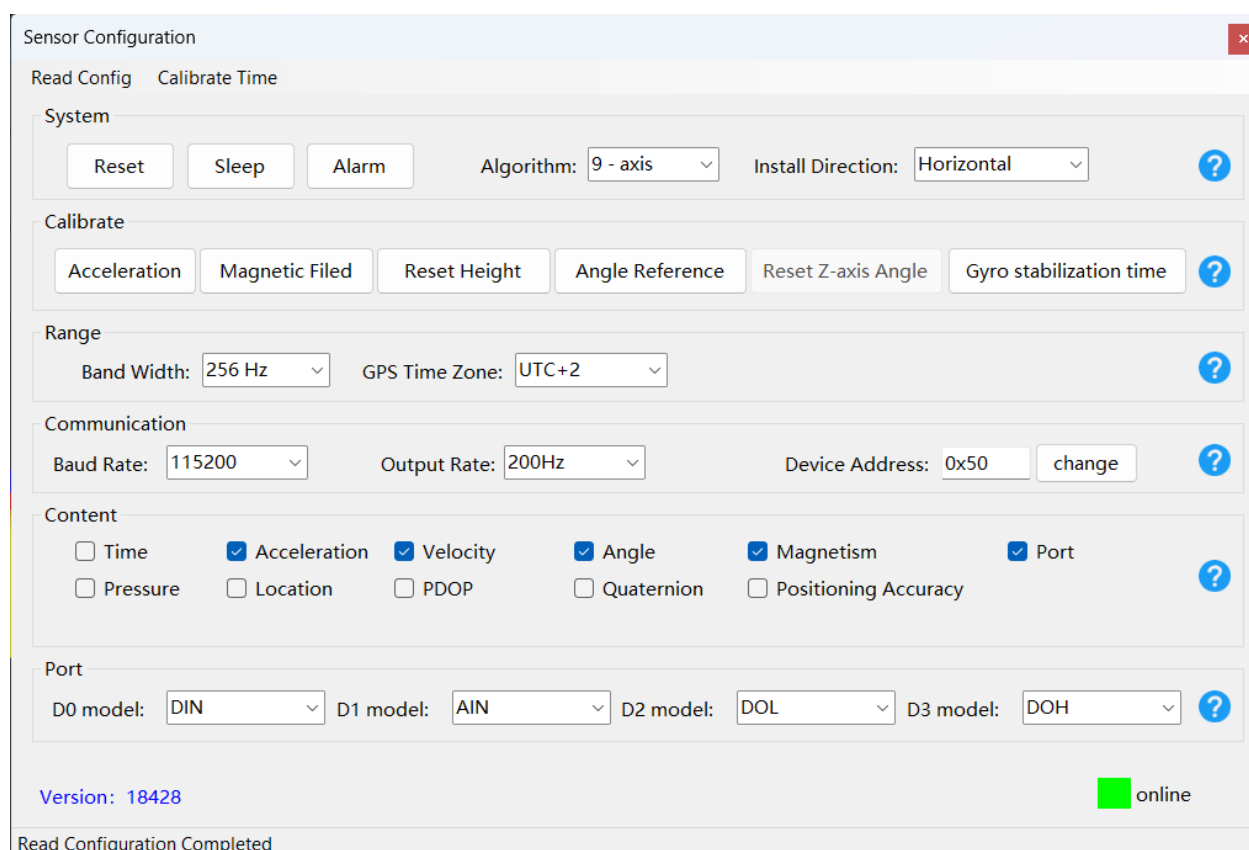 Sensor Configuration
Read Config Calibrate Time
System
Reset Sleep Alarm Algorithm: 9 - axis Install Direction: Horizontal
Calibrate
Acceleration Magnetic Filed Reset Height Angle Reference Reset Z-axis Angle Gyro stabilization time
Range
Band Width: 256 Hz GPS Time Zone: UTC+2
Communication
Baud Rate: 115200 Output Rate: 200Hz Device Address: 0x50 change
Content
Time Acceleration Velocity Angle Magnetism Port
Pressure Location PDOP Quaternion Positioning Accuracy
Port
D0 model: DIN D1 model: AIN D2 model: DOL D3 model: DOH
Version: 18428 online
Read Configuration Completed